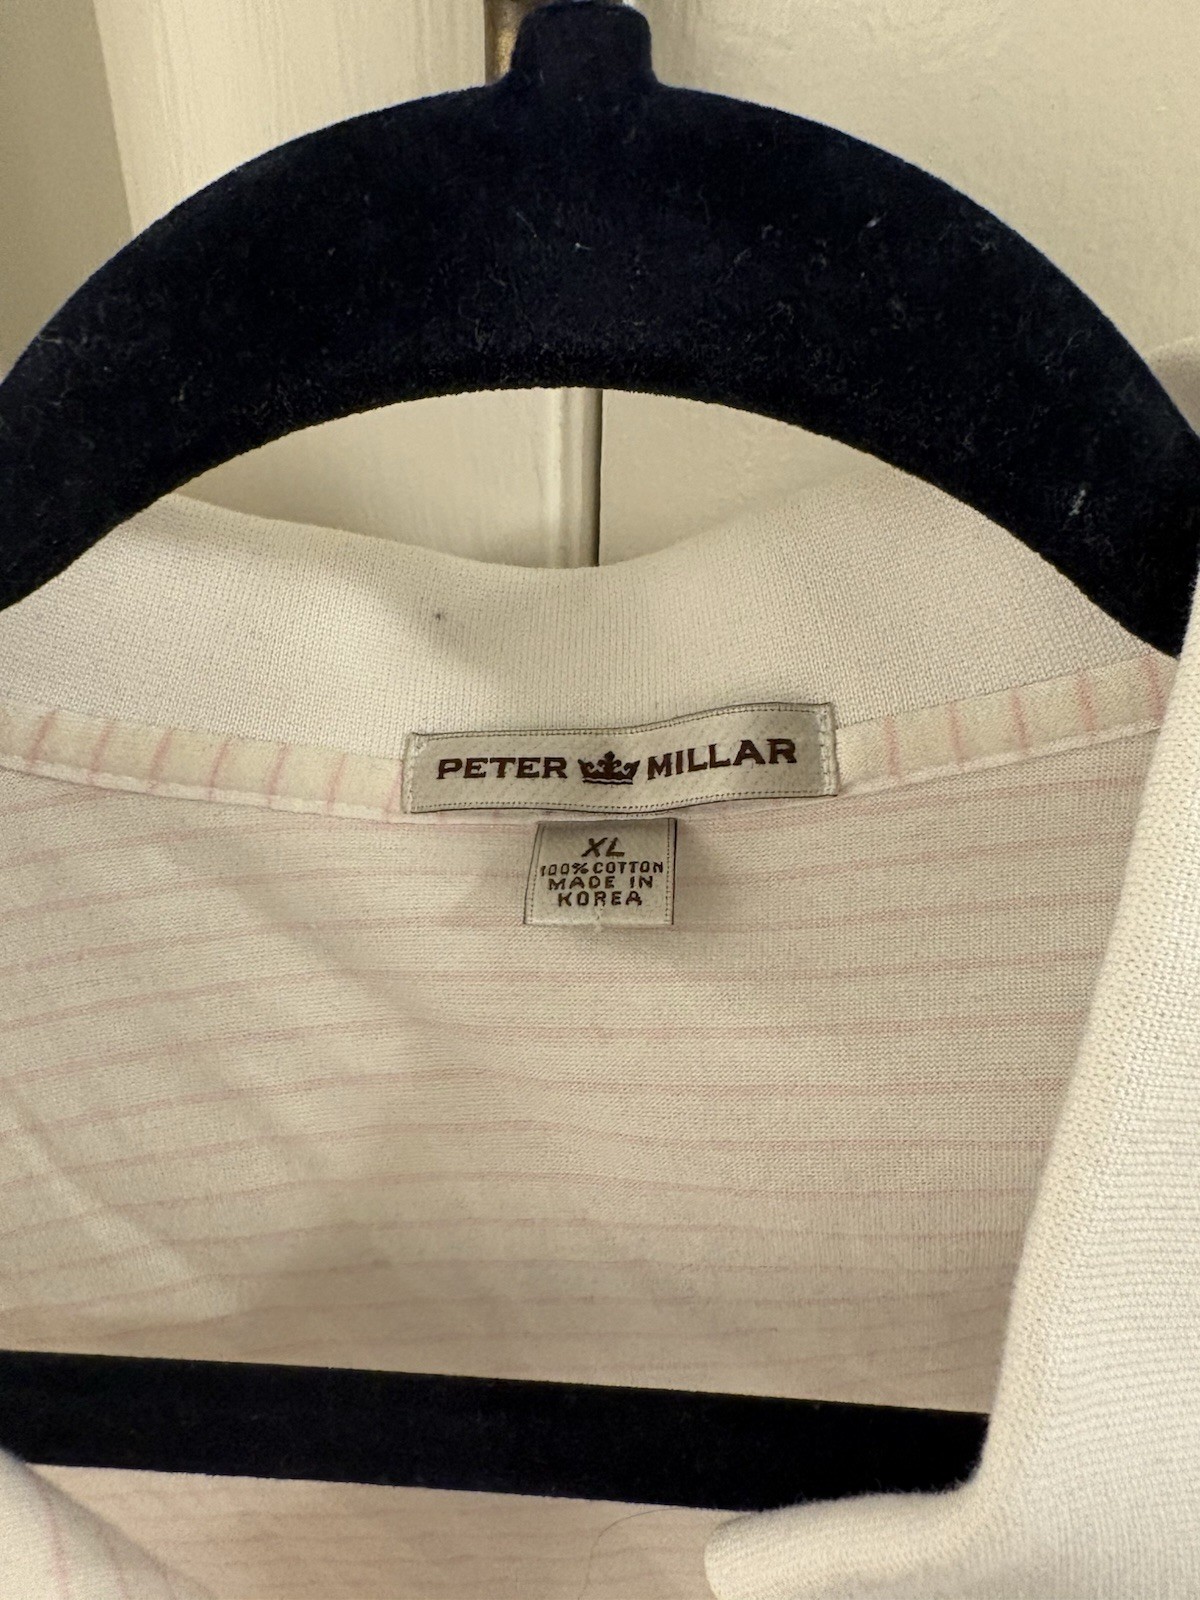 PETER MILLAR
XL
100% COTTON
MADE IN
KOREA